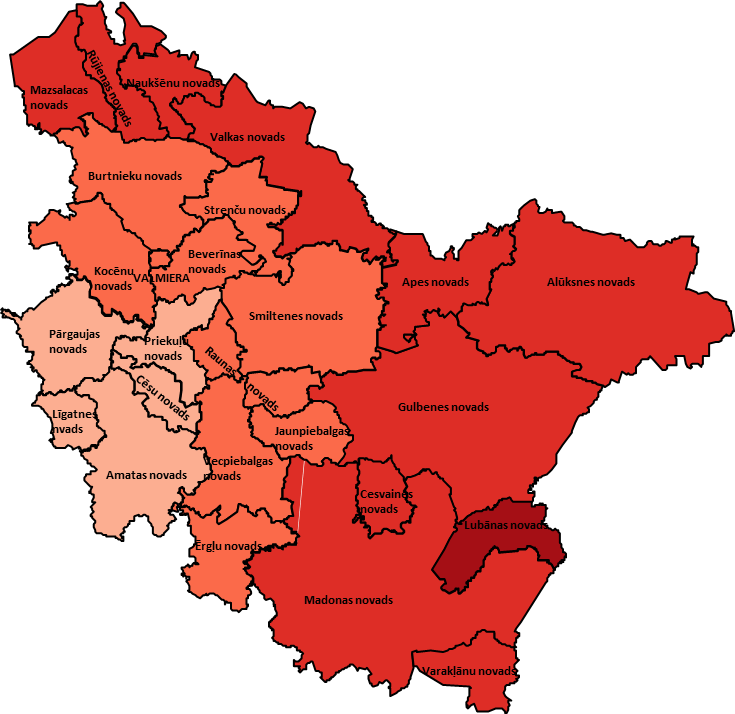 Rūjienas novads
Naukšēnu novads
Mazsalacas
novads
Valkas novads
Burtnieku novads
Strenču novads
Beverīnas
novads
Kocēnu
novads
VALMIERA
Apes novads
Alūksnes novads
Smiltenes novads
Pārgaujas
novads
Priekuļu
novads
Raunas novads
Cēsu novads
Gulbenes novads
Līgatnes
nvads
Jaunpiebalgas
novads
Amatas novads
Vecpiebalgas
novads
Cesvaines
novads
Lubānas novads
Ērgļu novads
Madonas novads
Varakļānu novads